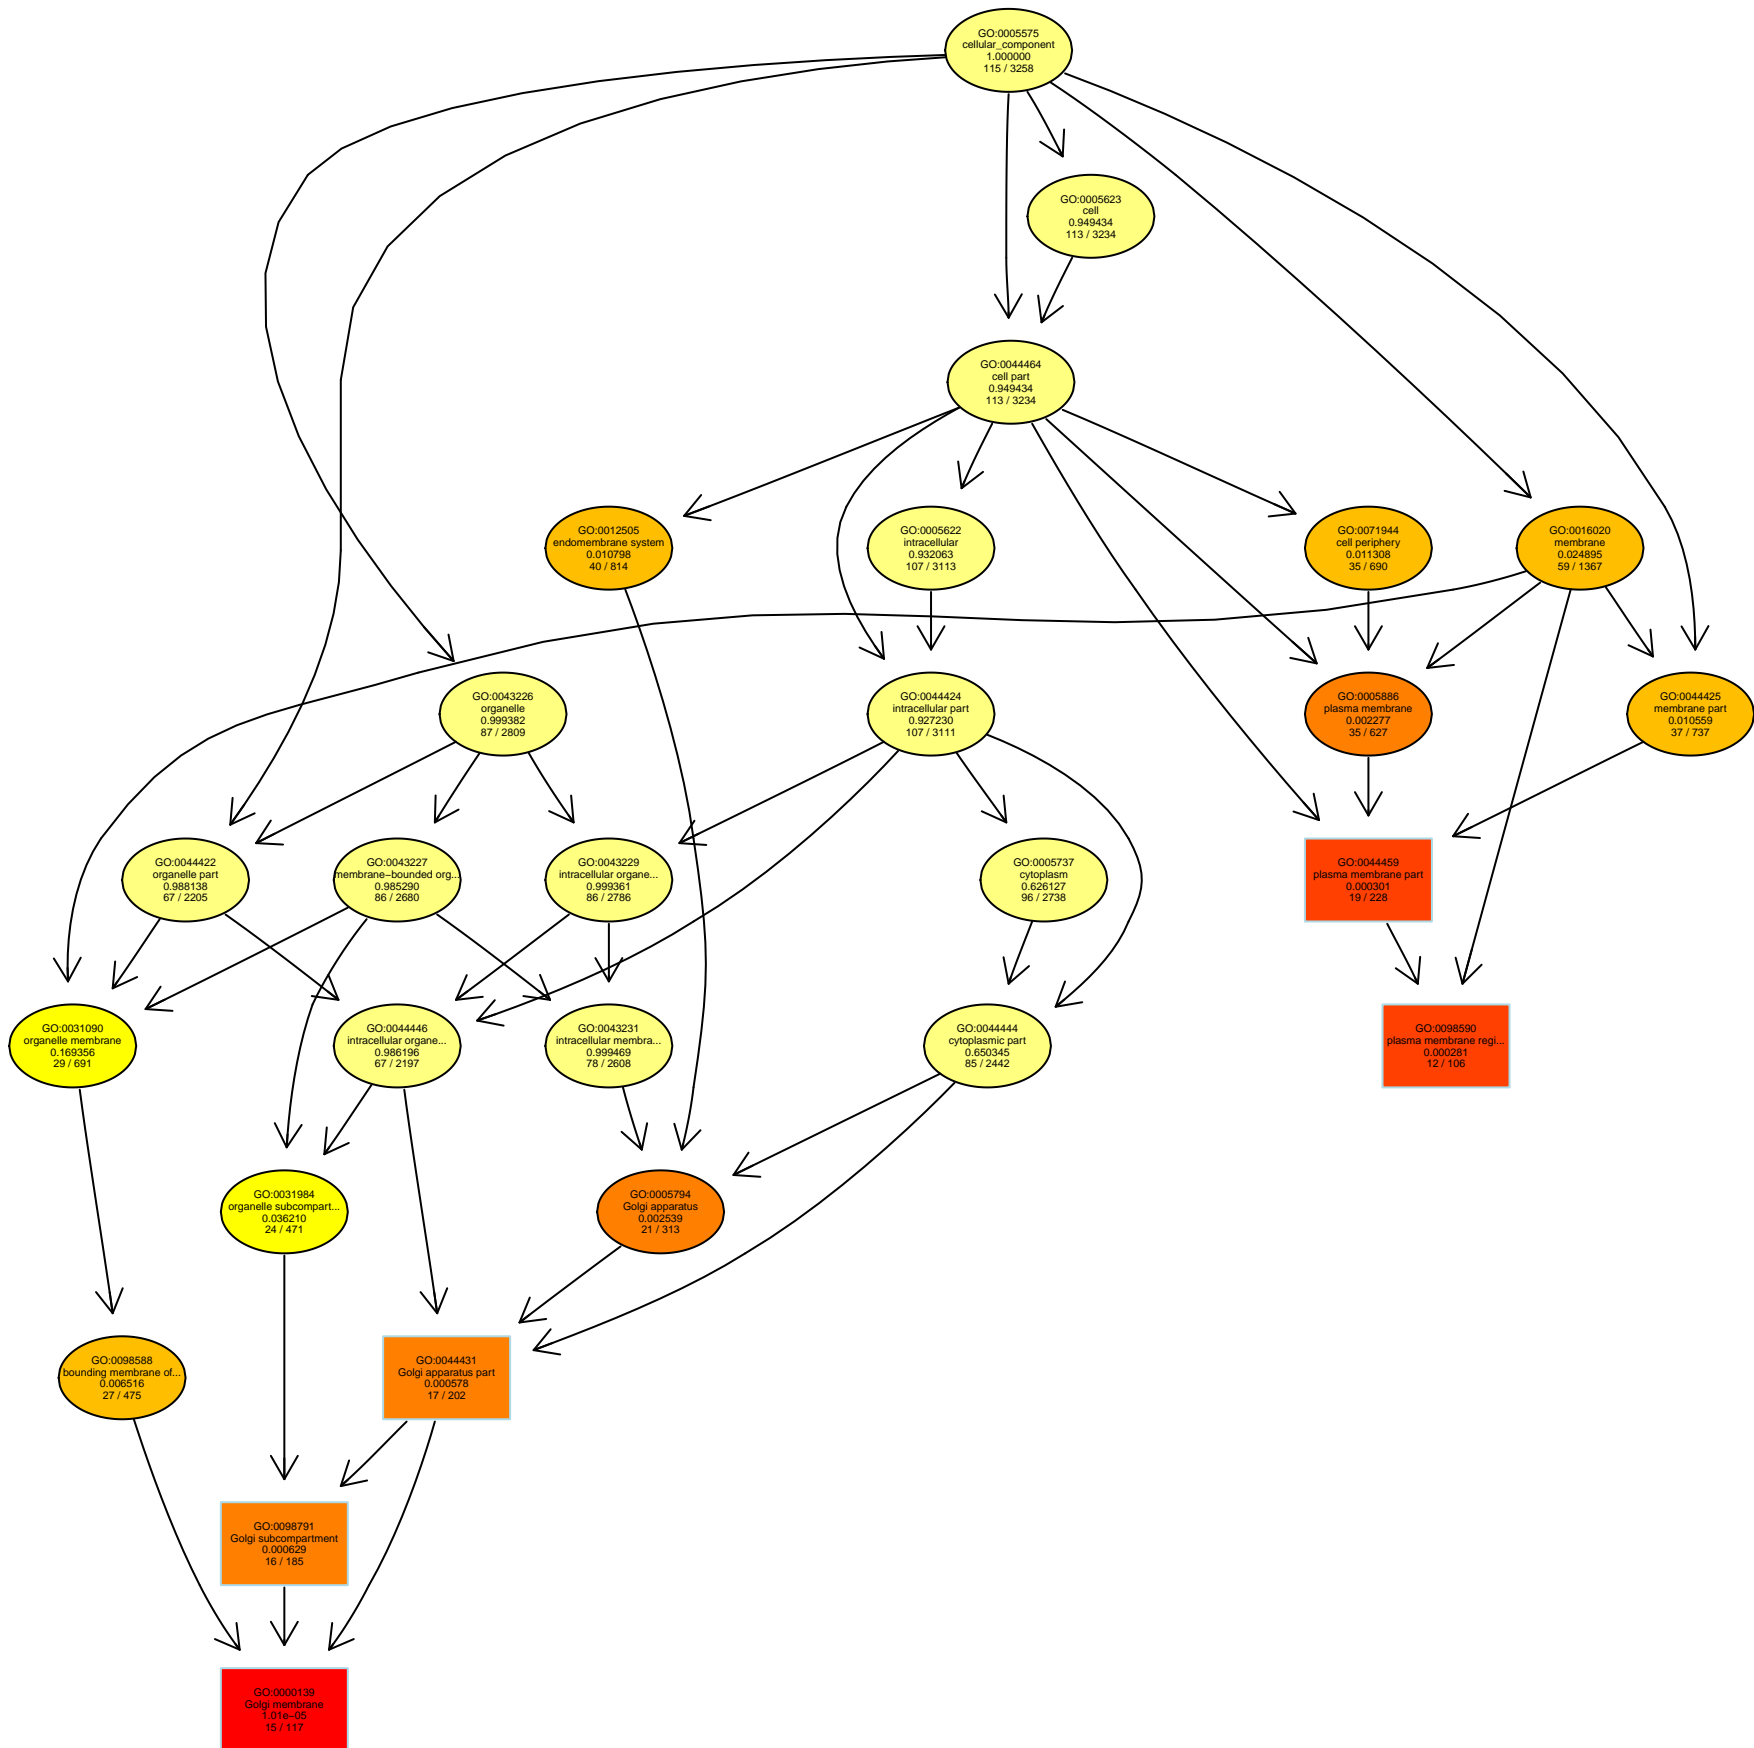 GO:0005575
cellular_component
1.000000
115 / 3258
GO:0005623
cell
0.949434
113 / 3234
GO:0044464
cell part
0.949434
113 / 3234
GO:0012505
endomembrane system
0.010798
40 / 814
GO:0005622
intracellular
0.932063
107 / 3113
GO:0071944
cell periphery
0.011308
35 / 690
GO:0016020
membrane
0.024895
59 / 1367
GO:0043226
organelle
0.999382
87 / 2809
GO:0044424
intracellular part
0.927230
107 / 3111
GO:0005886
plasma membrane
0.002277
35 / 627
GO:0044425
membrane part
0.010559
37 / 737
GO:0044422
organelle part
0.988138
67 / 2205
GO:0043227
membrane−bounded org...
0.985290
86 / 2680
GO:0043229
intracellular organe...
0.999361
86 / 2786
GO:0005737
cytoplasm
0.626127
96 / 2738
GO:0044459
plasma membrane part
0.000301
19 / 228
GO:0031090
organelle membrane
0.169356
29 / 691
GO:0044446
intracellular organe...
0.986196
67 / 2197
GO:0043231
intracellular membra...
0.999469
78 / 2608
GO:0044444
cytoplasmic part
0.650345
85 / 2442
GO:0098590
plasma membrane regi...
0.000281
12 / 106
GO:0031984
organelle subcompart...
0.036210
24 / 471
GO:0005794
Golgi apparatus
0.002539
21 / 313
GO:0098588
bounding membrane of...
0.006516
27 / 475
GO:0044431
Golgi apparatus part
0.000578
17 / 202
GO:0098791
Golgi subcompartment
0.000629
16 / 185
GO:0000139
Golgi membrane
1.01e−05
15 / 117